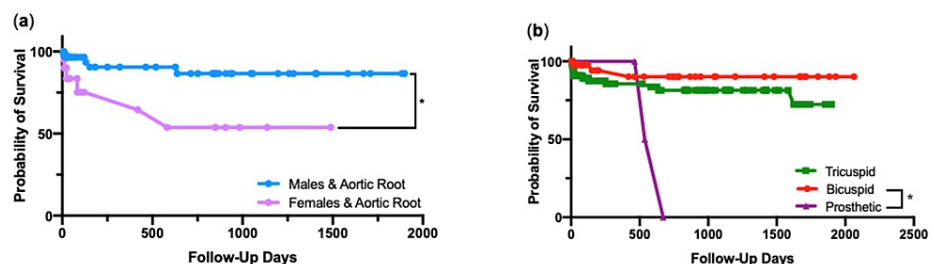 (a)
Probability of Survival
100
50
0
0 500 1000 1500 2000
Follow-Up Days
Males & Aortic Root
Females & Aortic Root
*
(b)
Probability of Survival
100
50
0
0 500 1000 1500 2000 2500
Follow-Up Days
Tricuspid
Bicuspid
Prosthetic
*